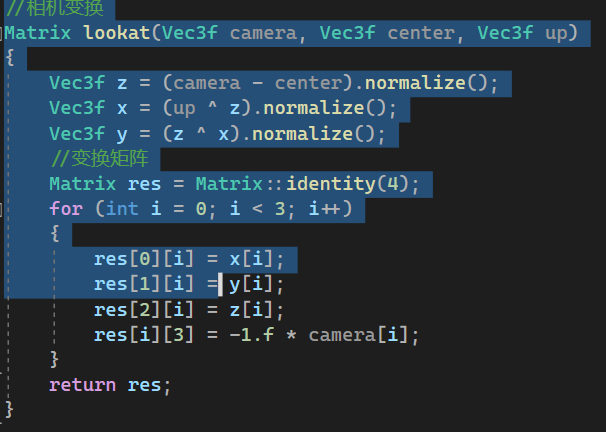 //相机变换
Matrix lookat(Vec3f camera, Vec3f center, Vec3f up)
{
    Vec3f z = (camera - center).normalize();
    Vec3f x = (up ^ z).normalize();
    Vec3f y = (z ^ x).normalize();
    //变换矩阵
    Matrix res = Matrix::identity(4);
    for (int i = 0; i < 3; i++)
    {
        res[0][i] = x[i];
        res[1][i] = y[i];
        res[2][i] = z[i];
        res[i][3] = -1.f * camera[i];
    }
    return res;
}